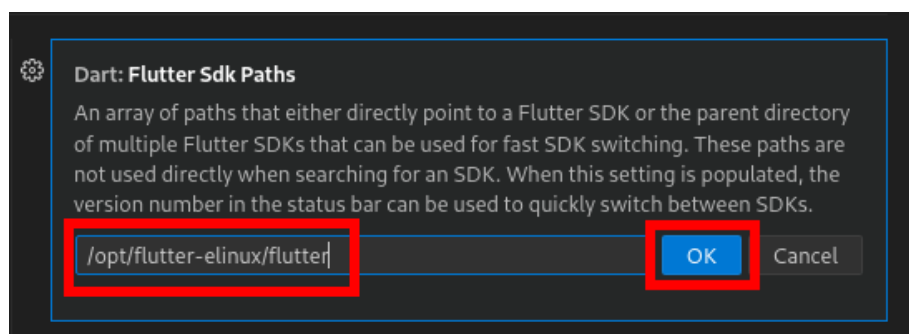 Dart: Flutter Sdk Paths
An array of paths that either directly point to a Flutter SDK or the parent directory
of multiple Flutter SDKs that can be used for fast SDK switching. These paths are
not used directly when searching for an SDK. When this setting is populated, the
version number in the status bar can be used to quickly switch between SDKs.
/opt/flutter-elinux/flutter OK Cancel